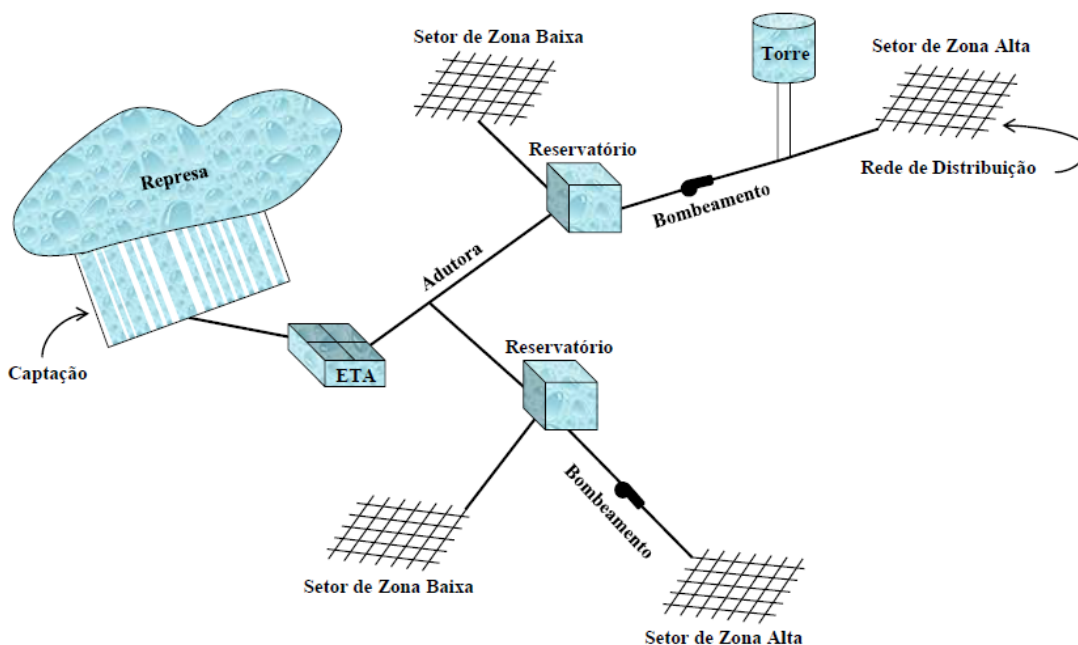 Setor de Zona Baixa
Torre
Setor de Zona Alta
Reservatório
Rede de Distribuição
Represa
Bombeamento
Adutora
Captação
ETA
Reservatório
Bombeamento
Setor de Zona Baixa
Setor de Zona Alta